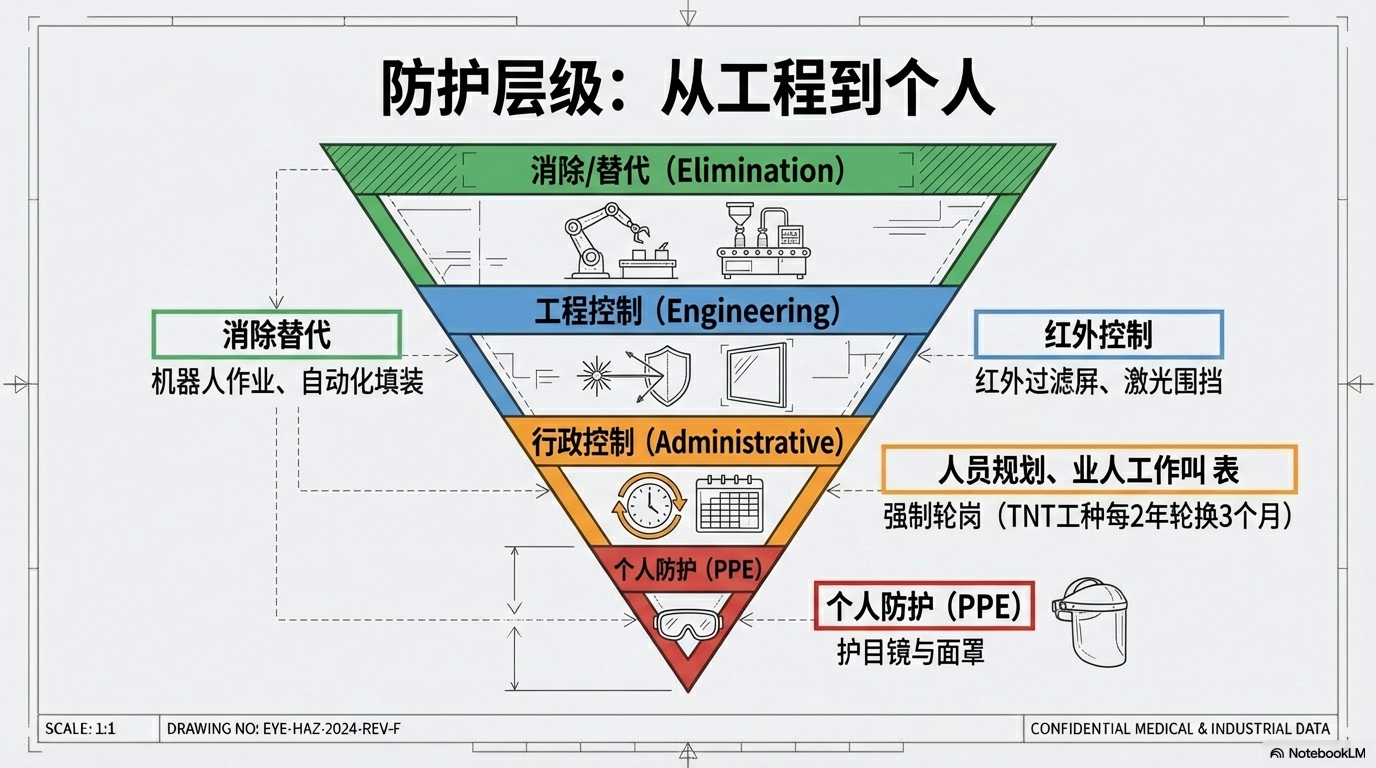 防护层级：从工程到个人
消除/替代（Elimination）
工程控制（Engineering）
消除替代
机器人作业、自动化填装
红外控制
红外过滤屏、激光围挡
行政控制（Administrative）
人员规划、业人工作叫 表
强制轮岗（TNT工种每2年轮换3个月）
个人防护（PPE）
个人防护（PPE）
护目镜与面罩
SCALE: 1:1
DRAWING NO: EYE-HAZ-2024-REV-F
CONFIDENTIAL MEDICAL & INDUSTRIAL DATA
NotebookLM